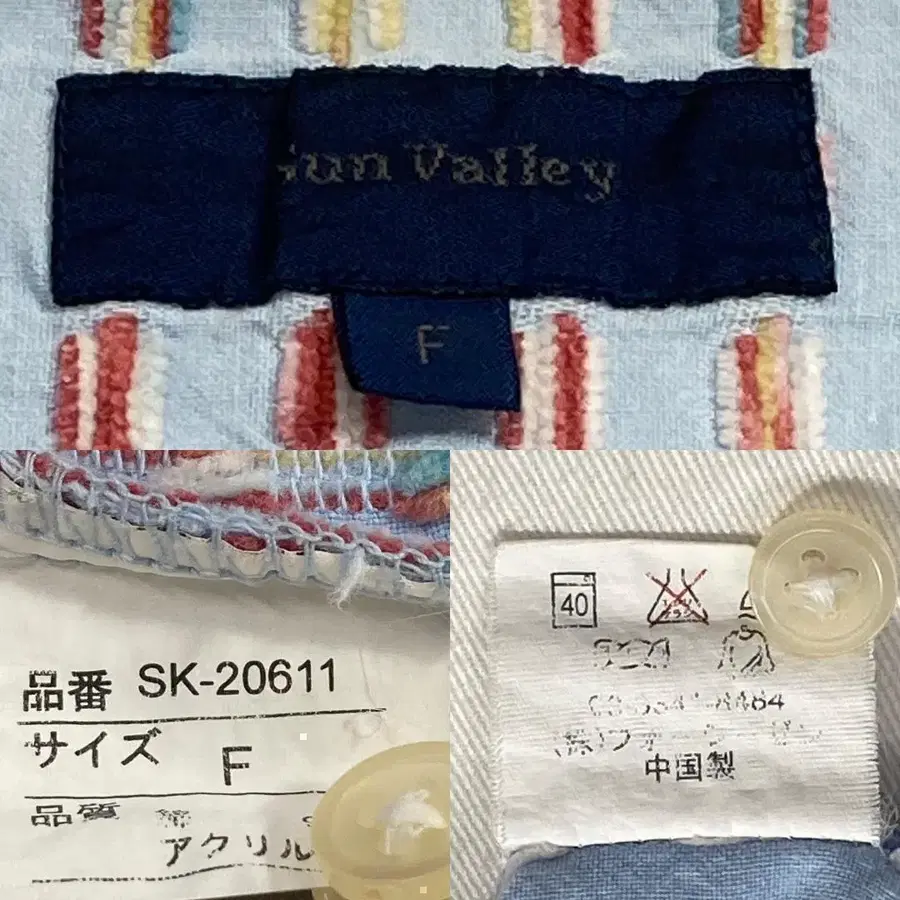 Sun Valley
F
品番 SK-20611
サイズ F
品質 綿
アクリル
40
中国製